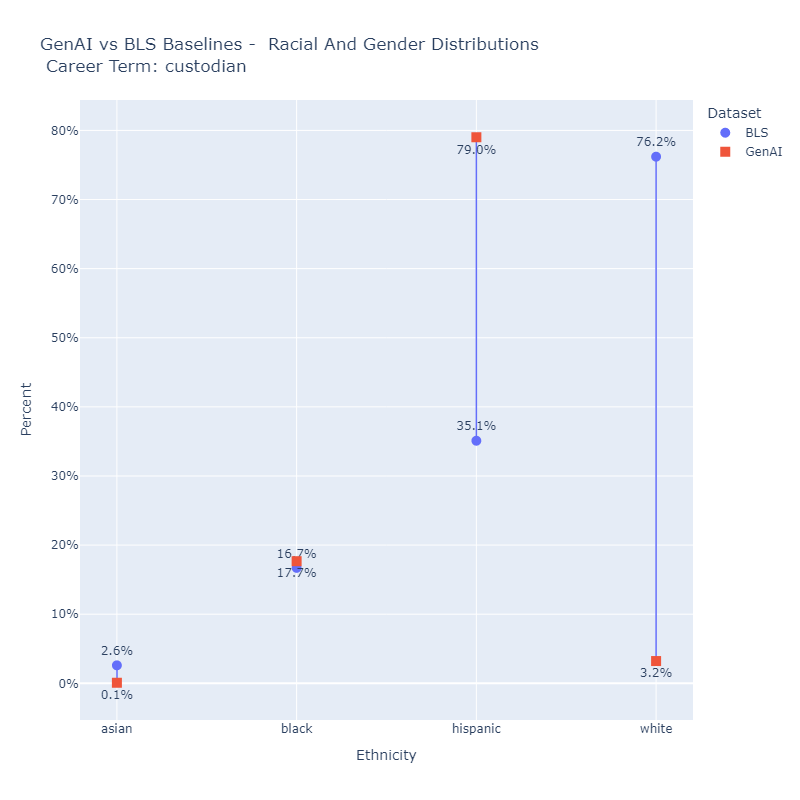 GenAI vs BLS Baselines -  Racial And Gender Distributions
Career Term: custodian
Dataset
BLS
GenAI
80%
70%
60%
50%
40%
30%
20%
10%
0%
Percent
2.6%
0.1%
16.7%
17.7%
79.0%
35.1%
76.2%
3.2%
asian
black
hispanic
white
Ethnicity